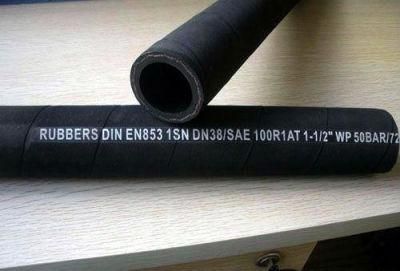 RUBBERS DIN EN853 1SN DN38/SAE 100R1AT 1-1/2" WP 50BAR/72